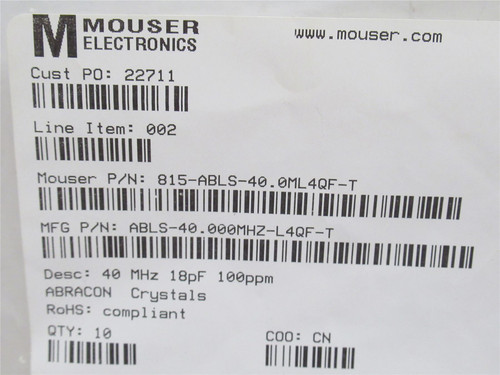 M MOUSER
ELECTRONICS
www.mouser.com
Cust PO: 22711
Line Item: 002
Mouser P/N: 815-ABLS-40.0ML4QF-T
MFG P/N: ABLS-40.000MHZ-L4QF-T
Desc: 40 MHz 18pF 100ppm
ABRACON Crystals
RoHS: compliant
QTY: 10
COO: CN